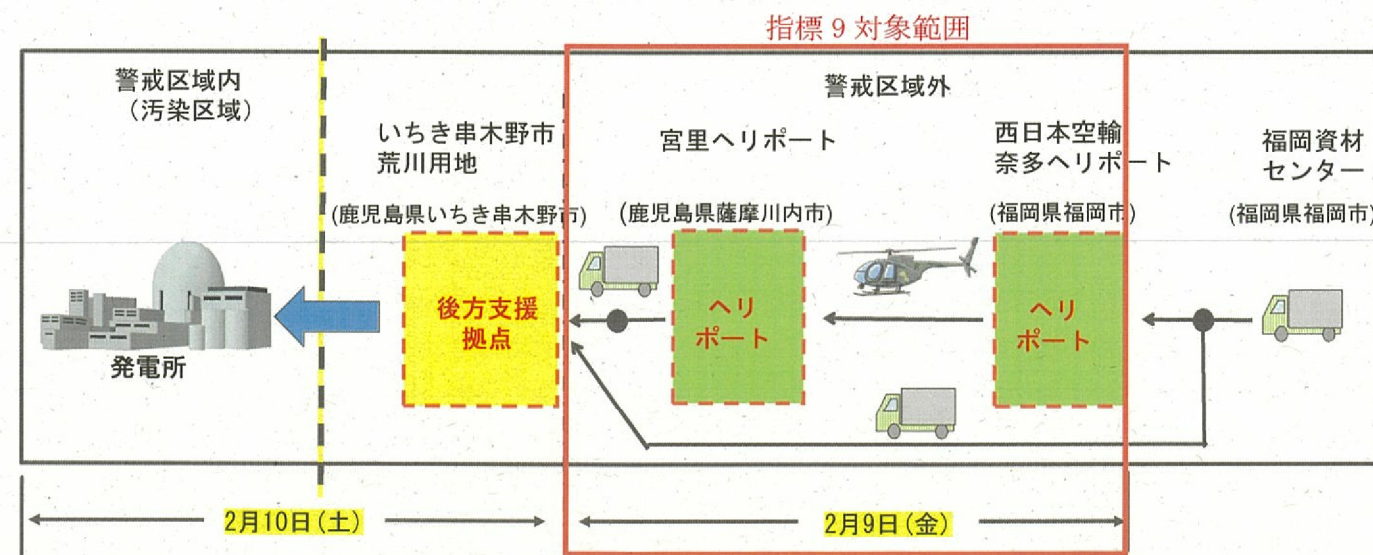 指標9対象範囲
警戒区域内
(汚染区域)
警戒区域外
いちき串木野市
荒川用地
(鹿児島県いちき串木野市)
宮里ヘリポート
(鹿児島県薩摩川内市)
西日本空輸
奈多ヘリポート
(福岡県福岡市)
福岡資材
センター
(福岡県福岡市)
発電所
後方支援
拠点
ヘリ
ポート
ヘリ
ポート
2月10日(土)
2月9日(金)